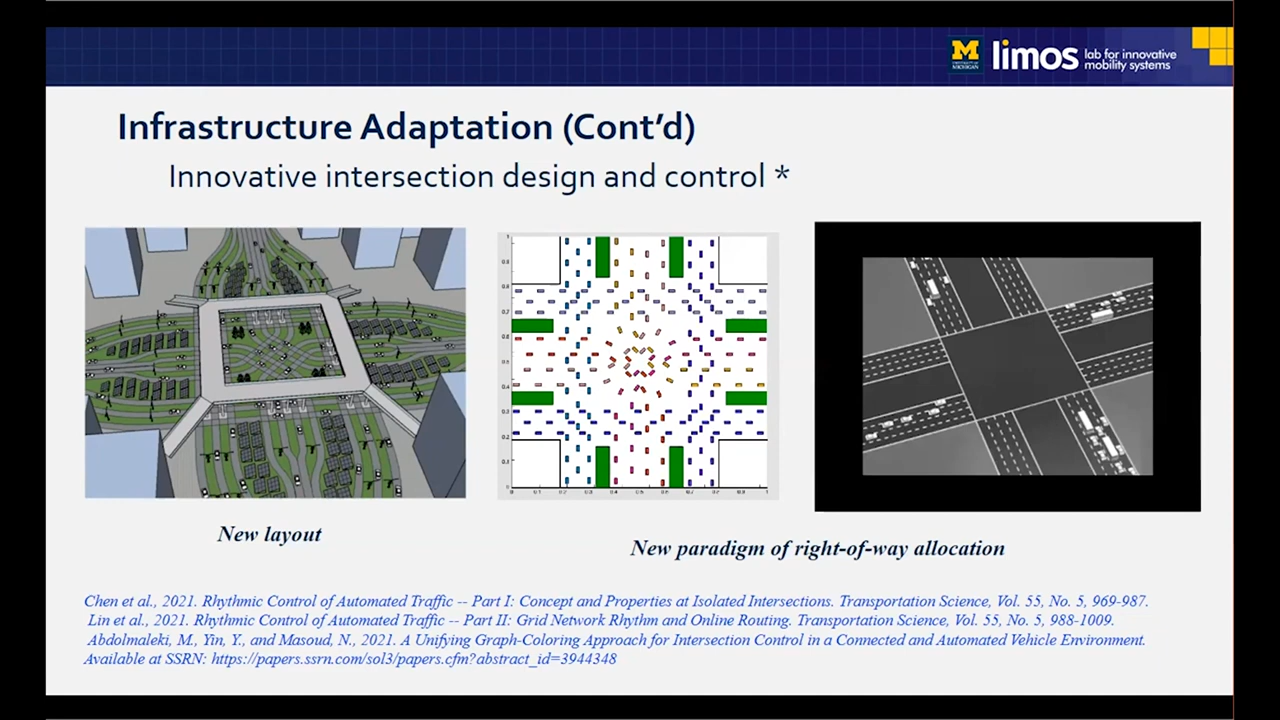 M
UNIVERSITY OF
MICHIGAN
limos
lab for innovative
mobility systems
Infrastructure Adaptation (Cont'd)
Innovative intersection design and control *
New layout
New paradigm of right-of-way allocation
Chen et al., 2021. Rhythmic Control of Automated Traffic -- Part I: Concept and Properties at Isolated Intersections. Transportation Science, Vol. 55, No. 5, 969-987.
Lin et al., 2021. Rhythmic Control of Automated Traffic -- Part II: Grid Network Rhythm and Online Routing. Transportation Science, Vol. 55, No. 5, 988-1009.
Abdolmaleki, M., Yin, Y., and Masoud, N., 2021. A Unifying Graph-Coloring Approach for Intersection Control in a Connected and Automated Vehicle Environment.
Available at SSRN: https://papers.ssrn.com/sol3/papers.cfm?abstract_id=3944348